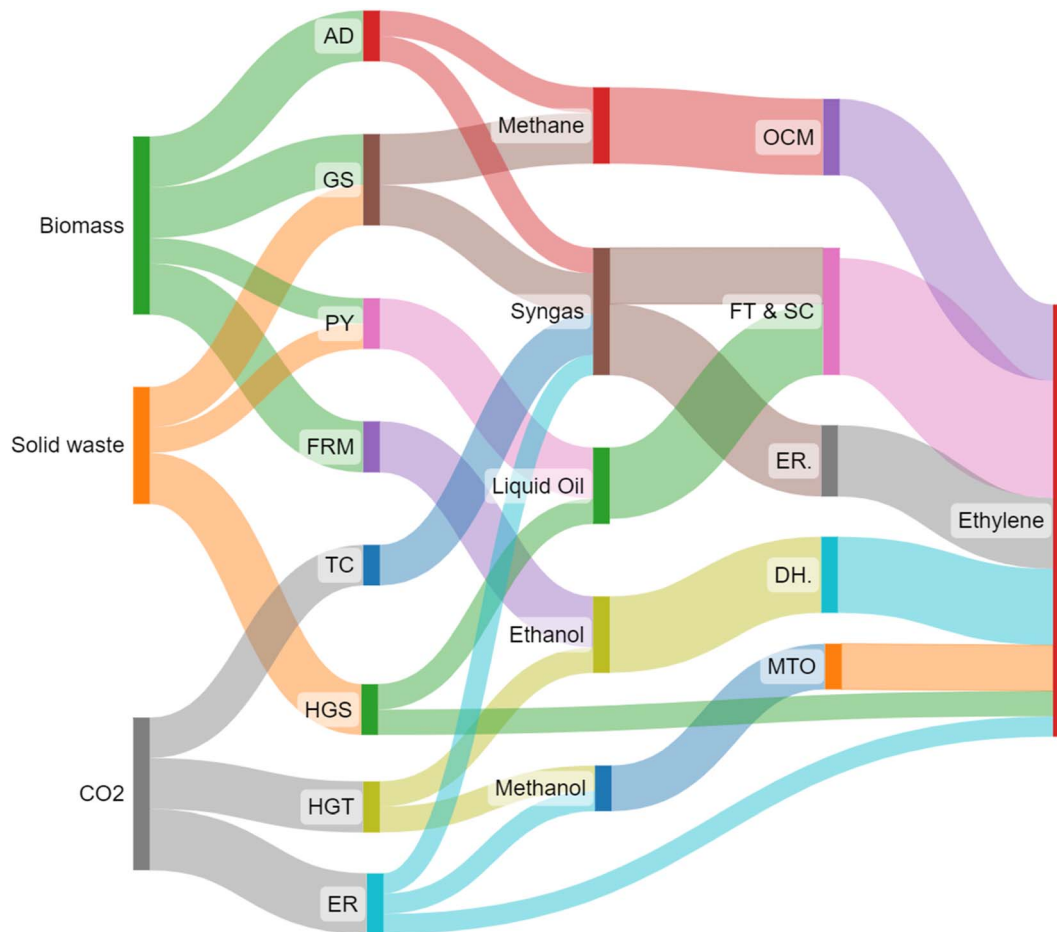 AD
Methane
OCM
GS
Biomass
PY
Syngas
FT & SC
Solid waste
FRM
Liquid Oil
ER.
Ethylene
TC
Ethanol
DH.
HGS
MTO
CO2
HGT
Methanol
ER